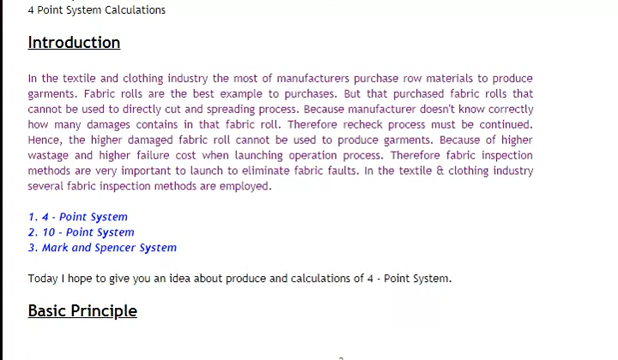 4 Point System Calculations
Introduction
In the textile and clothing industry the most of manufacturers purchase row materials to produce
garments. Fabric rolls are the best example to purchases. But that purchased fabric rolls that
cannot be used to directly cut and spreading process. Because manufacturer doesn't know correctly
how many damages contains in that fabric roll. Therefore recheck process must be continued.
Hence, the higher damaged fabric roll cannot be used to produce garments. Because of higher
wastage and higher failure cost when launching operation process. Therefore fabric inspection
methods are very important to launch to eliminate fabric faults. In the textile & clothing industry
several fabric inspection methods are employed.
1. 4 - Point System
2. 10 - Point System
3. Mark and Spencer System
Today I hope to give you an idea about produce and calculations of 4 - Point System.
Basic Principle